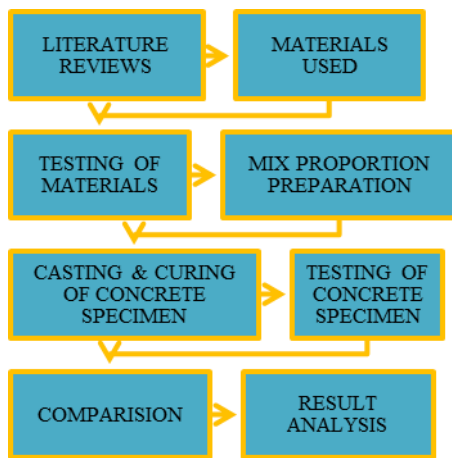 LITERATURE
REVIEWS
MATERIALS
USED
TESTING OF
MATERIALS
MIX PROPORTION
PREPARATION
CASTING & CURING
OF CONCRETE
SPECIMEN
TESTING OF
CONCRETE
SPECIMEN
COMPARISION
RESULT
ANALYSIS